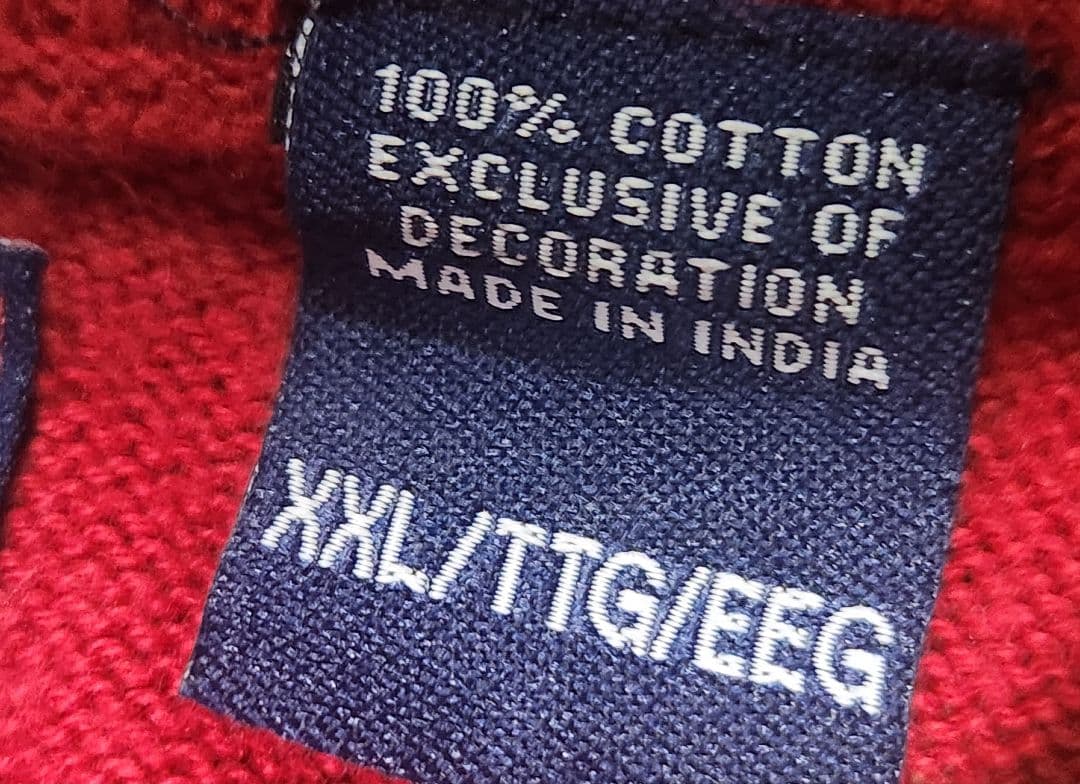 100% COTTON
EXCLUSIVE OF
DECORATION
MADE IN INDIA
XXL/TTG/EEG